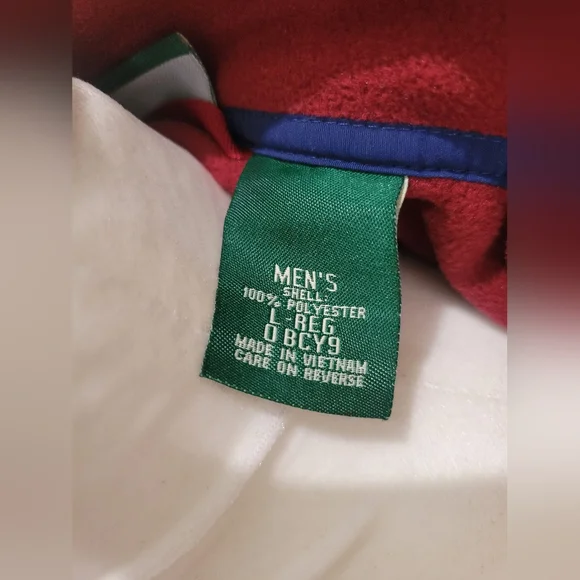 MEN'S
SHELL:
100% POLYESTER
L-REG
0 BCY9
MADE IN VIETNAM
CARE ON REVERSE